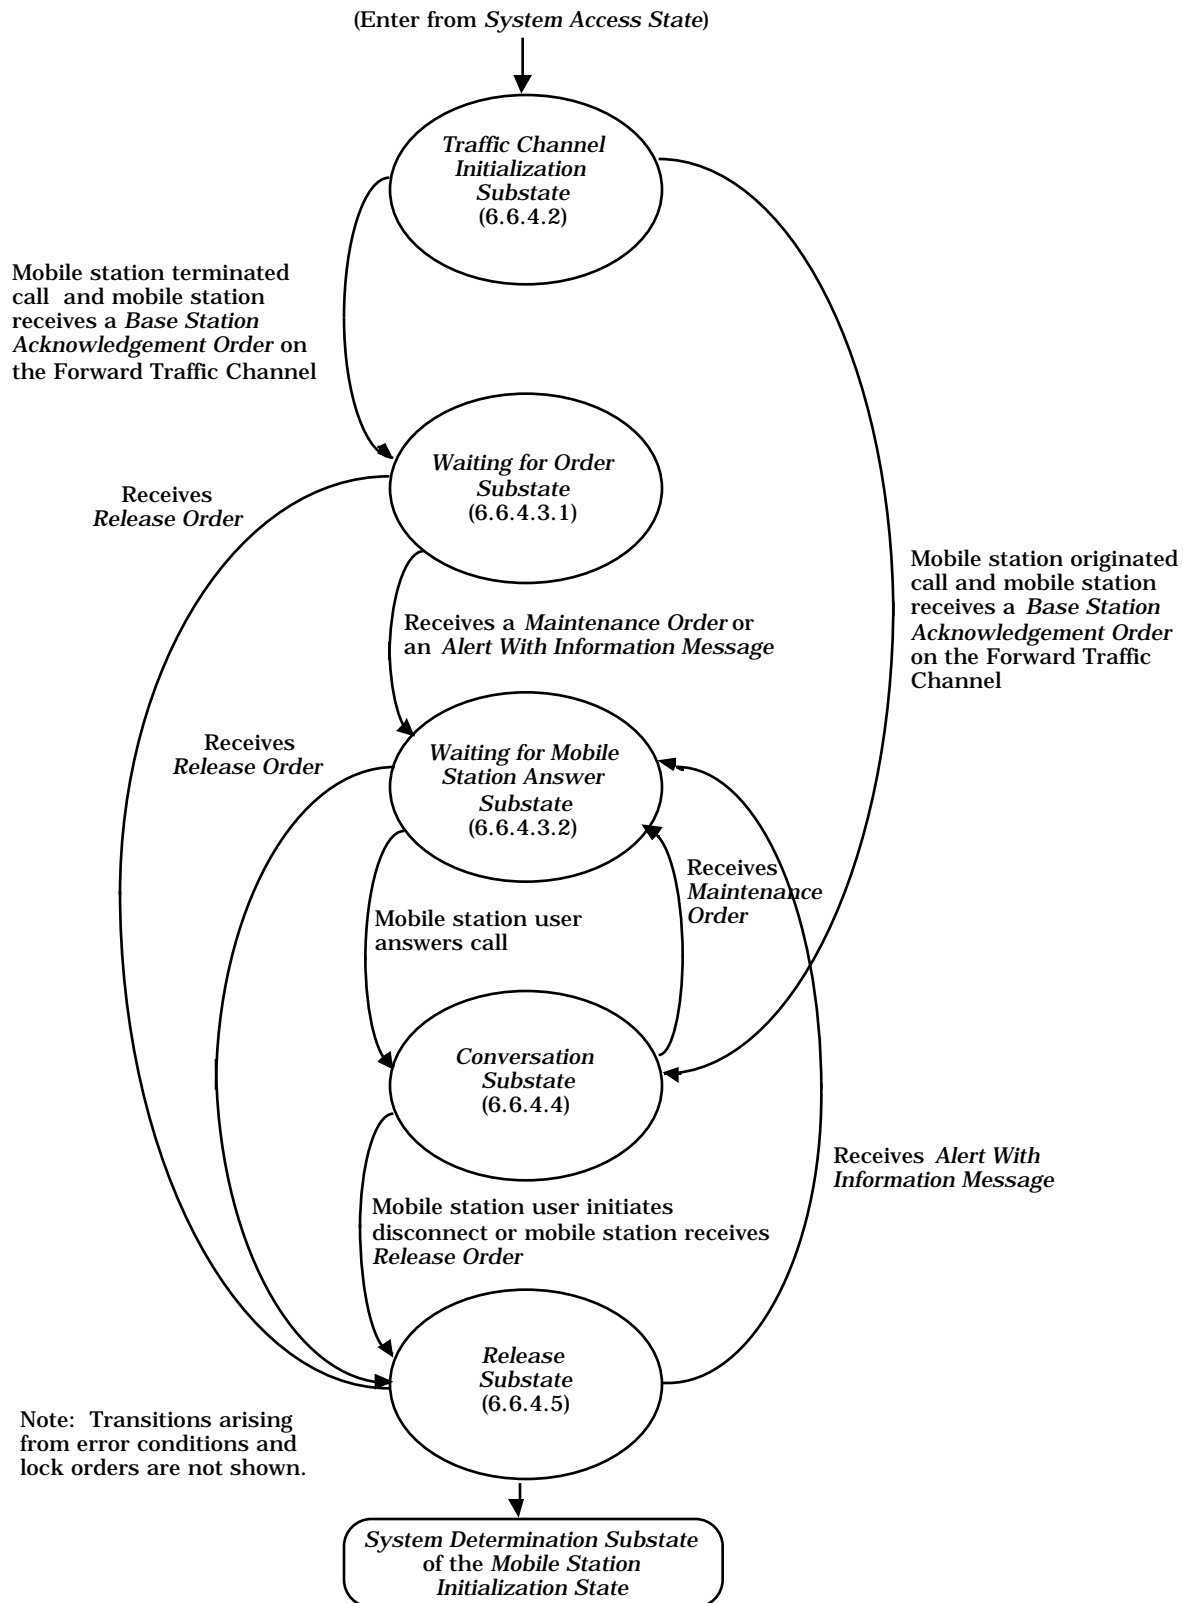 (Enter from System Access State)
Traffic Channel
Initialization
Substate
(6.6.4.2)
Mobile station terminated
call and mobile station
receives a Base Station
Acknowledgement Order on
the Forward Traffic Channel
Waiting for Order
Substate
(6.6.4.3.1)
Receives
Release Order
Mobile station originated
call and mobile station
receives a Base Station
Acknowledgement Order
on the Forward Traffic
Channel
Receives a Maintenance Order or
an Alert With Information Message
Receives
Release Order
Waiting for Mobile
Station Answer
Substate
(6.6.4.3.2)
Receives
Maintenance
Order
Mobile station user
answers call
Conversation
Substate
(6.6.4.4)
Receives Alert With
Information Message
Mobile station user initiates
disconnect or mobile station receives
Release Order
Release
Substate
(6.6.4.5)
Note: Transitions arising
from error conditions and
lock orders are not shown.
System Determination Substate
of the Mobile Station
Initialization State